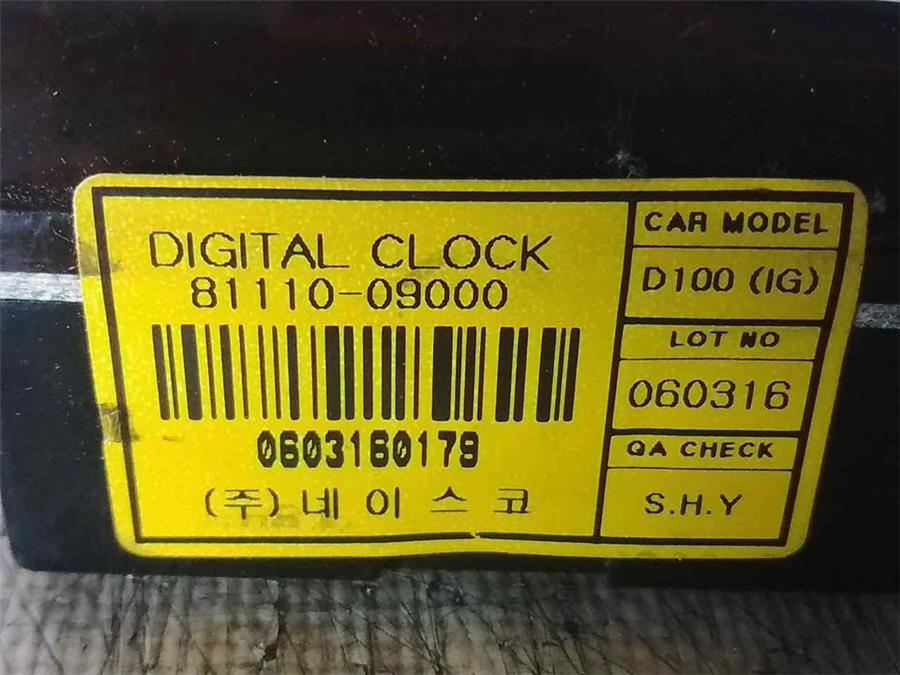 DIGITAL CLOCK
81110-09000
0603160179
(주)네이스코
CAR MODEL
D100 (IG)
LOT NO
060316
QA CHECK
S.H.Y